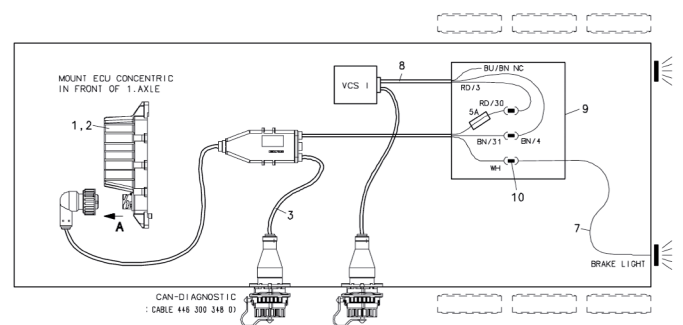 MOUNT ECU CONCENTRIC
IN FRONT OF 1.AXLE
1,2
A
3
VCS I
8
BU/BN NC
RD/3
RD/30
5A
BN/31
BN/4
WH
9
10
7
BRAKE LIGHT
CAN-DIAGNOSTIC
: CABLE 446 300 348 0)